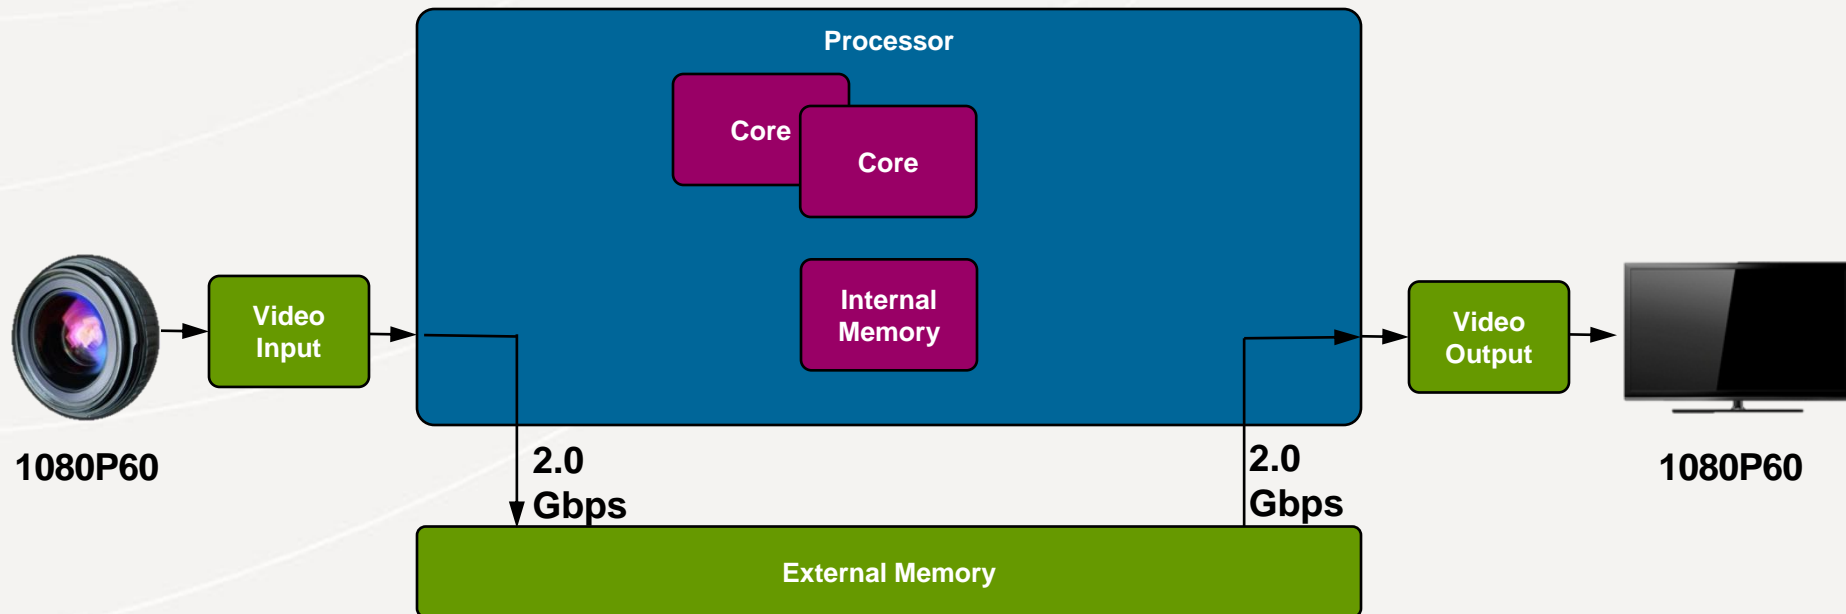 Processor
Core
Core
Internal
Memory
Video
Input
Video
Output
1080P60
1080P60
2.0
Gbps
2.0
Gbps
External Memory